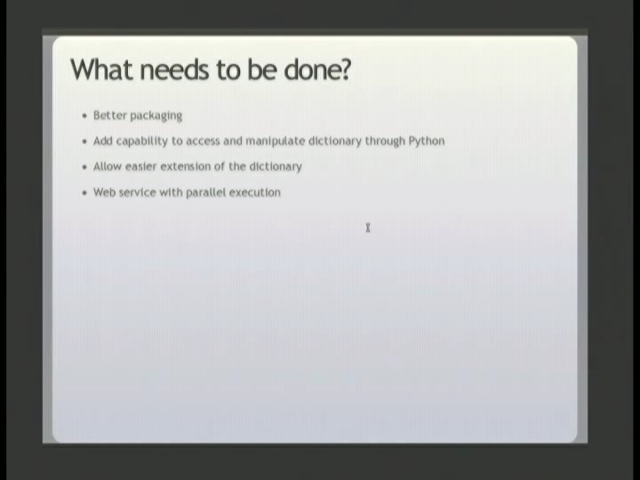 What needs to be done?
• Better packaging
• Add capability to access and manipulate dictionary through Python
• Allow easier extension of the dictionary
• Web service with parallel execution